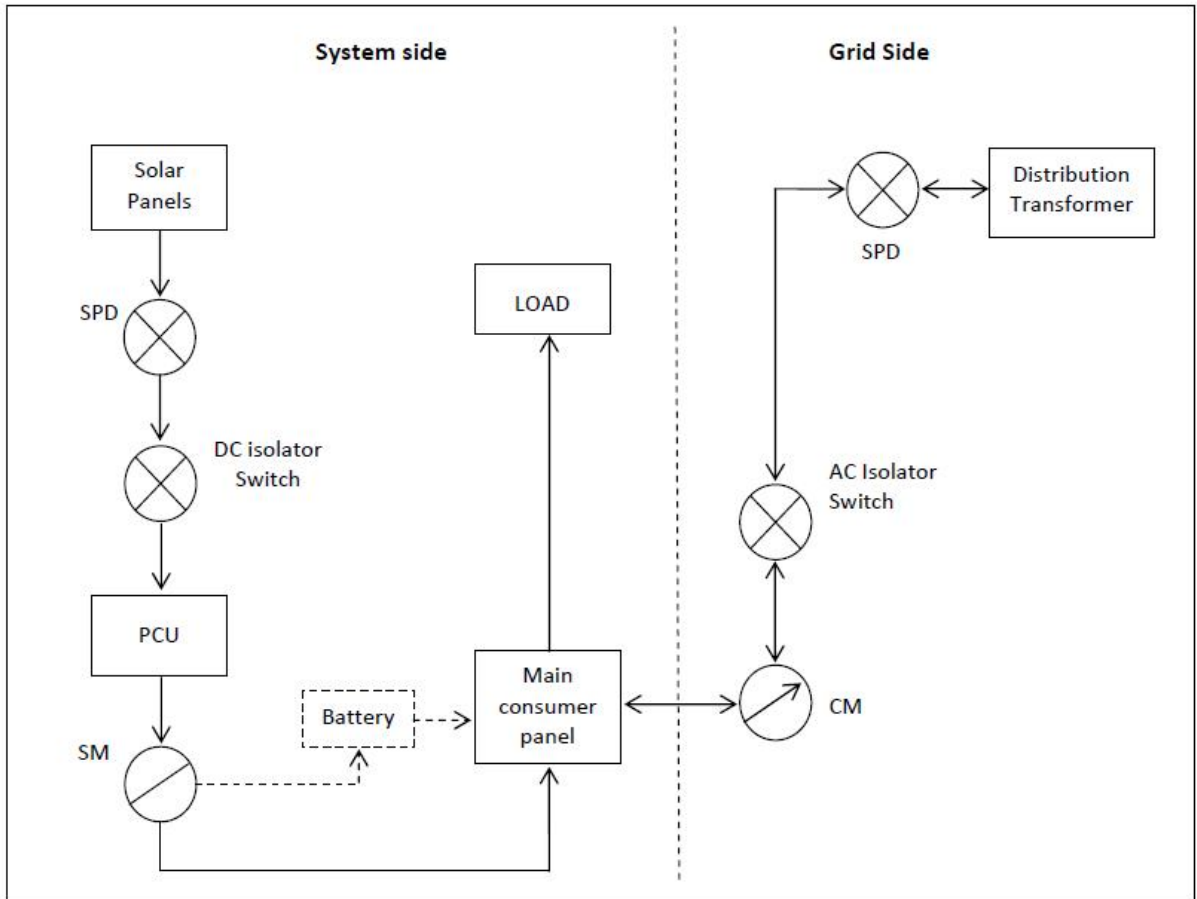 System side
Grid Side
Solar
Panels
SPD
DC isolator
Switch
PCU
SM
Battery
LOAD
Main
consumer
panel
Distribution
Transformer
SPD
AC Isolator
Switch
CM